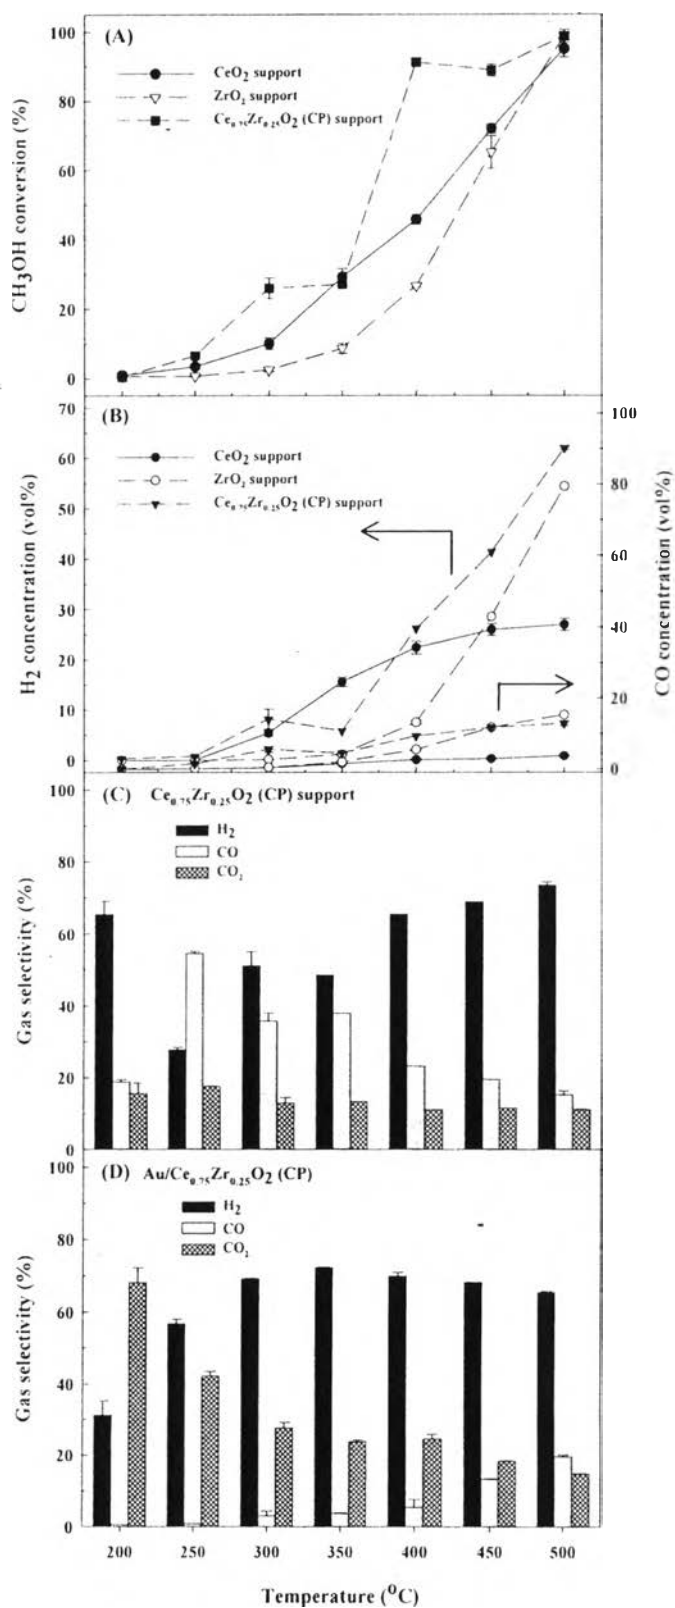 (A)
CeO2 support
ZrO2 support
Ce0.75Zr0.25O2 (CP) support
100
80
60
40
20
0
CH3OH conversion (%)
(B)
CeO2 support
ZrO2 support
Ce0.75Zr0.25O2 (CP) support
70
60
50
40
30
20
10
0
H2 concentration (vol%)
100
80
60
40
20
0
CO concentration (vol%)
(C) Ce0.75Zr0.25O2 (CP) support
H2
CO
CO2
80
60
40
20
0
Gas selectivity (%)
(D) Au/Ce0.75Zr0.25O2 (CP)
H2
CO
CO2
100
80
60
40
20
0
Gas selectivity (%)
200 250 300 350 400 450 500
Temperature (°C)